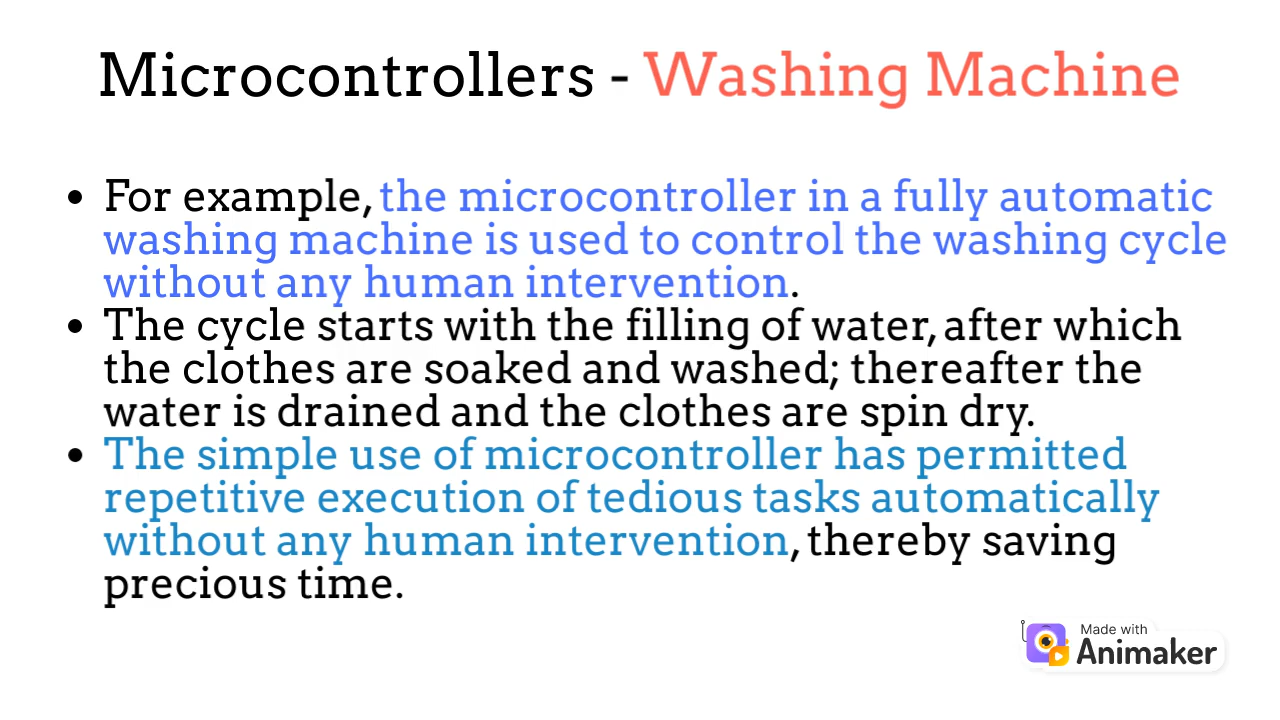 Microcontrollers - Washing Machine
• For example, the microcontroller in a fully automatic
washing machine is used to control the washing cycle
without any human intervention.
• The cycle starts with the filling of water, after which
the clothes are soaked and washed; thereafter the
water is drained and the clothes are spin dry.
• The simple use of microcontroller has permitted
repetitive execution of tedious tasks automatically
without any human intervention, thereby saving
precious time.
Made with
Animaker